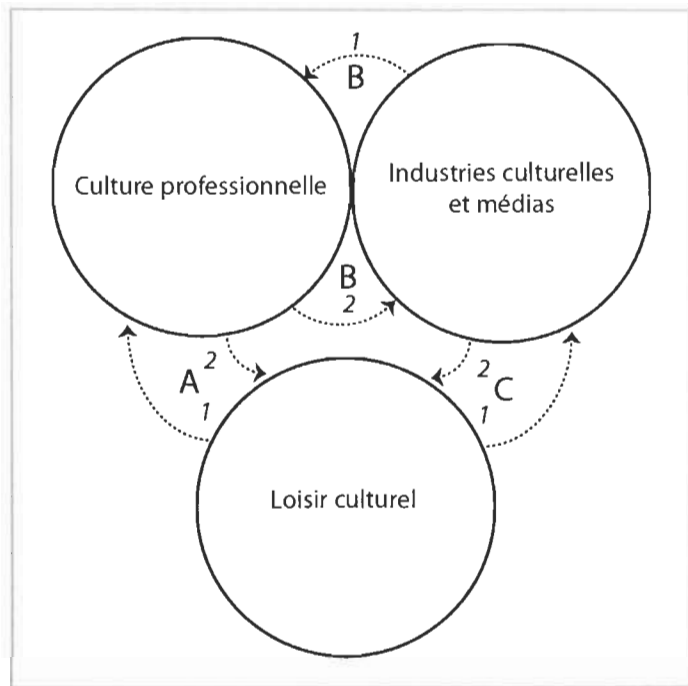 1
B
Culture professionnelle
Industries culturelles
et médias
B
2
A 2
1
2 C
1
Loisir culturel